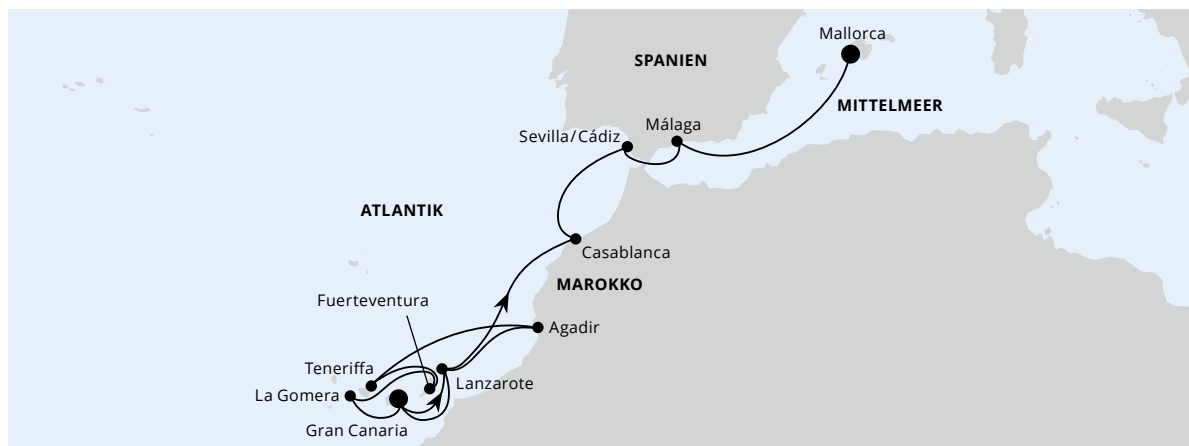 Mallorca
SPANIEN
MITTELMEER
Málaga
Sevilla/Cádiz
ATLANTIK
Casablanca
MAROKKO
Fuerteventura
Agadir
Teneriffa
Lanzarote
La Gomera
Gran Canaria